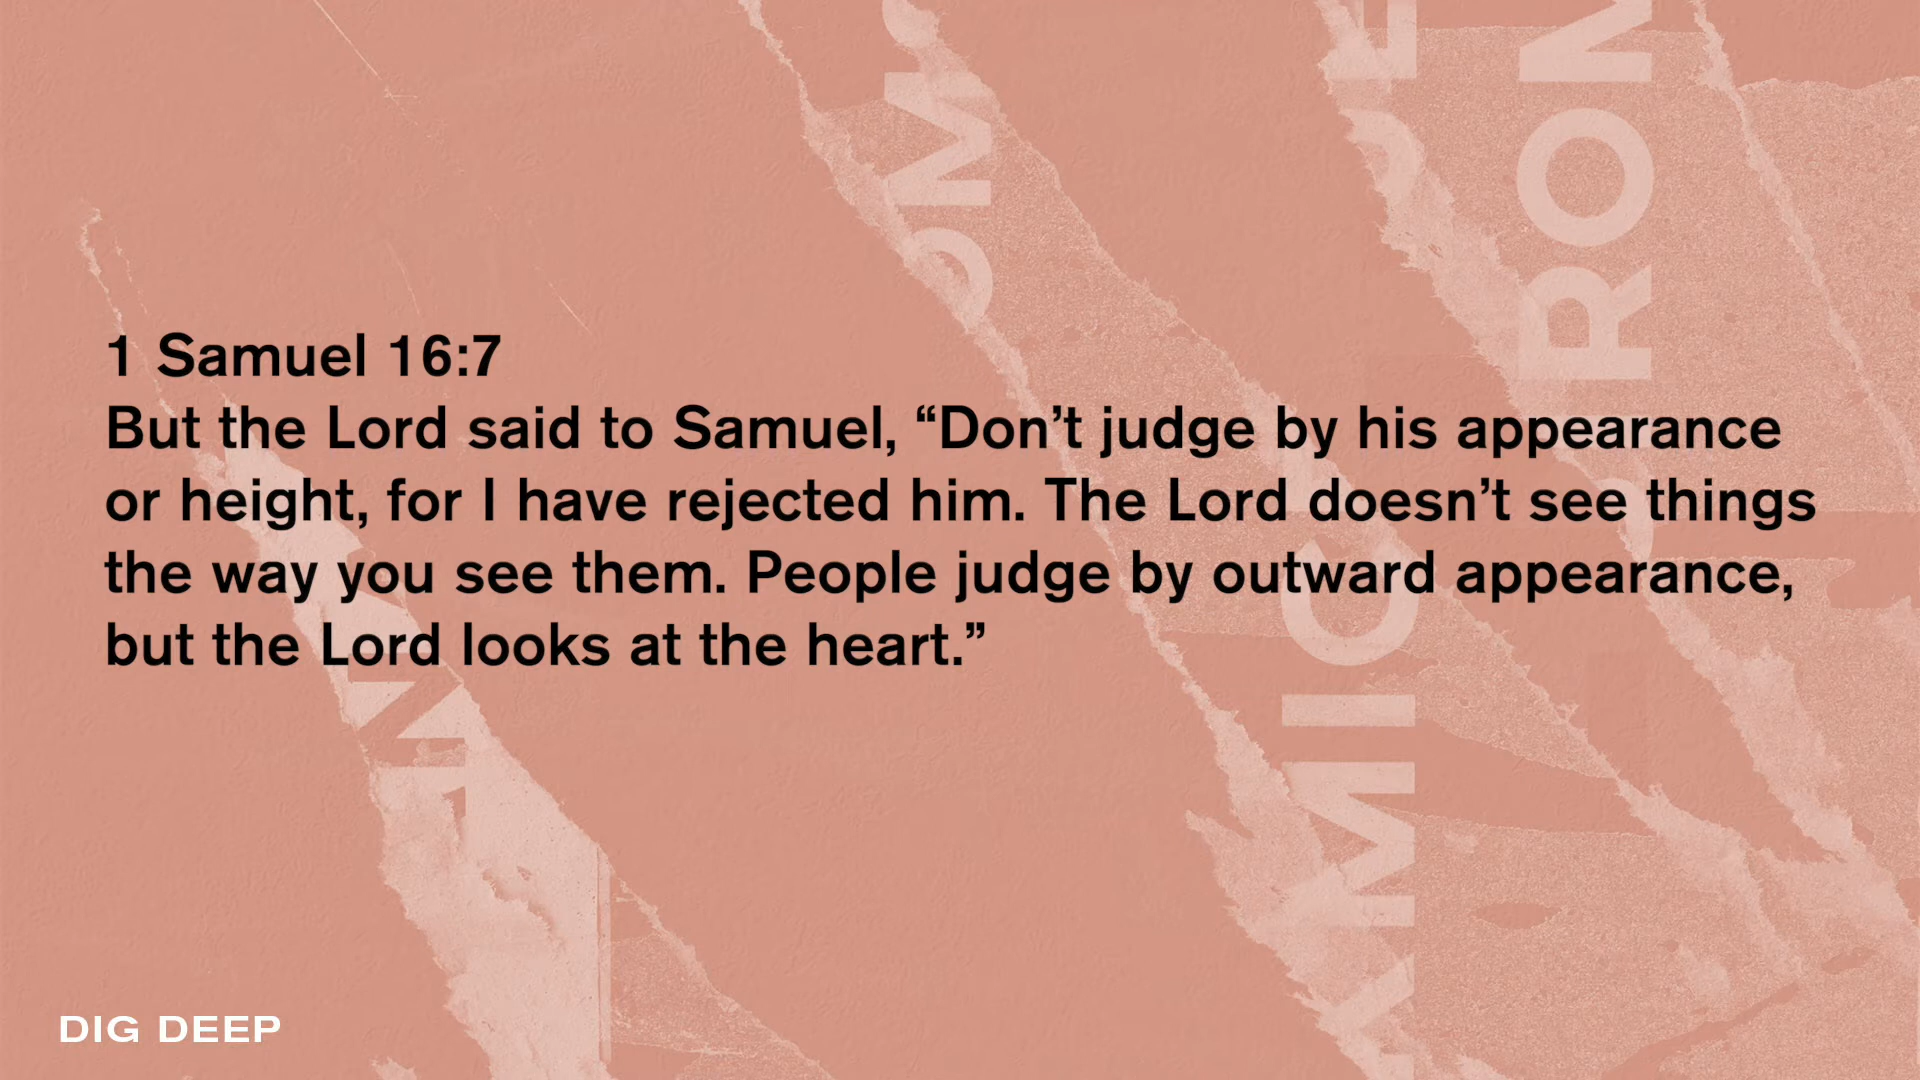 1 Samuel 16:7
But the Lord said to Samuel, “Don’t judge by his appearance
or height, for I have rejected him. The Lord doesn’t see things
the way you see them. People judge by outward appearance,
but the Lord looks at the heart.”
DIG DEEP